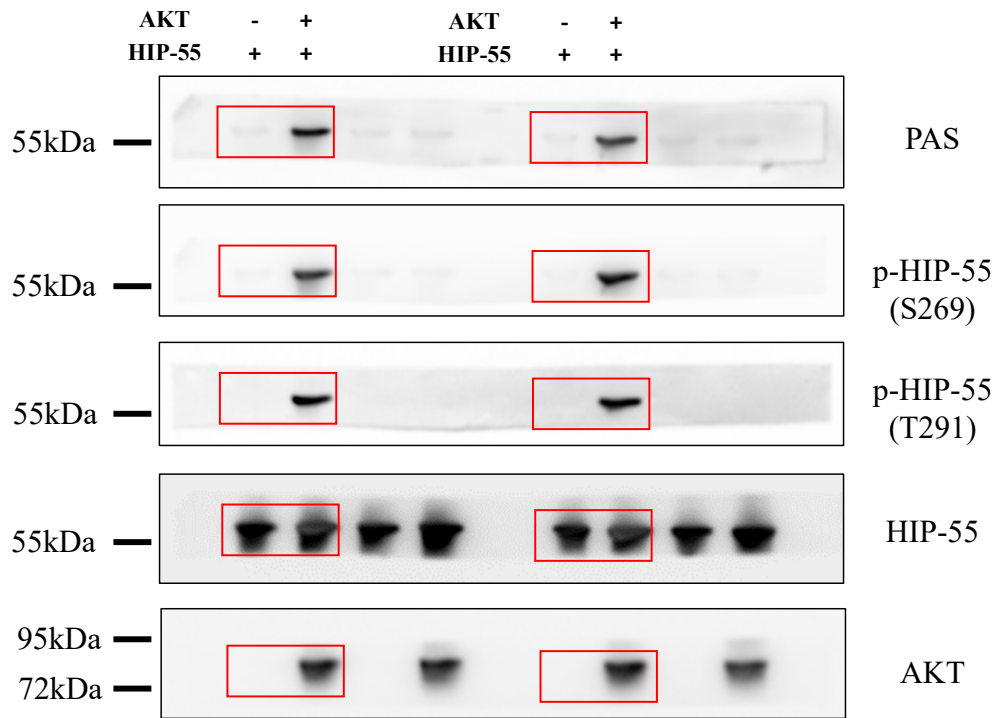 AKT - + AKT - +
HIP-55 + + HIP-55 + +
55kDa PAS
55kDa p-HIP-55
(S269)
55kDa p-HIP-55
(T291)
55kDa HIP-55
95kDa
72kDa AKT